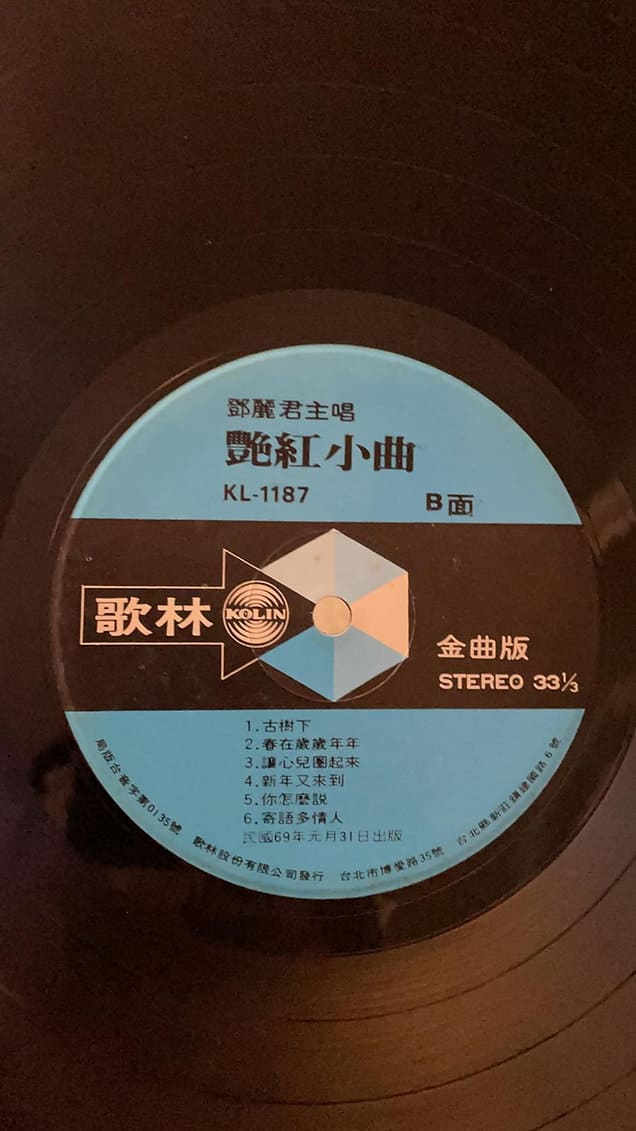 鄧麗君主唱
艷紅小曲
KL-1187
B面
歌林
KOLIN
金曲版
STEREO 33⅓
1.古樹下
2.春在歲歲年年
3.讓心兒圈起來
4.新年又來到
5.你怎麼說
6.寄語多情人
民國69年元月31日出版
局版台音字第0135號
歌林股份有限公司發行
台北市博愛路35號
台北縣新莊鎮建國路6號